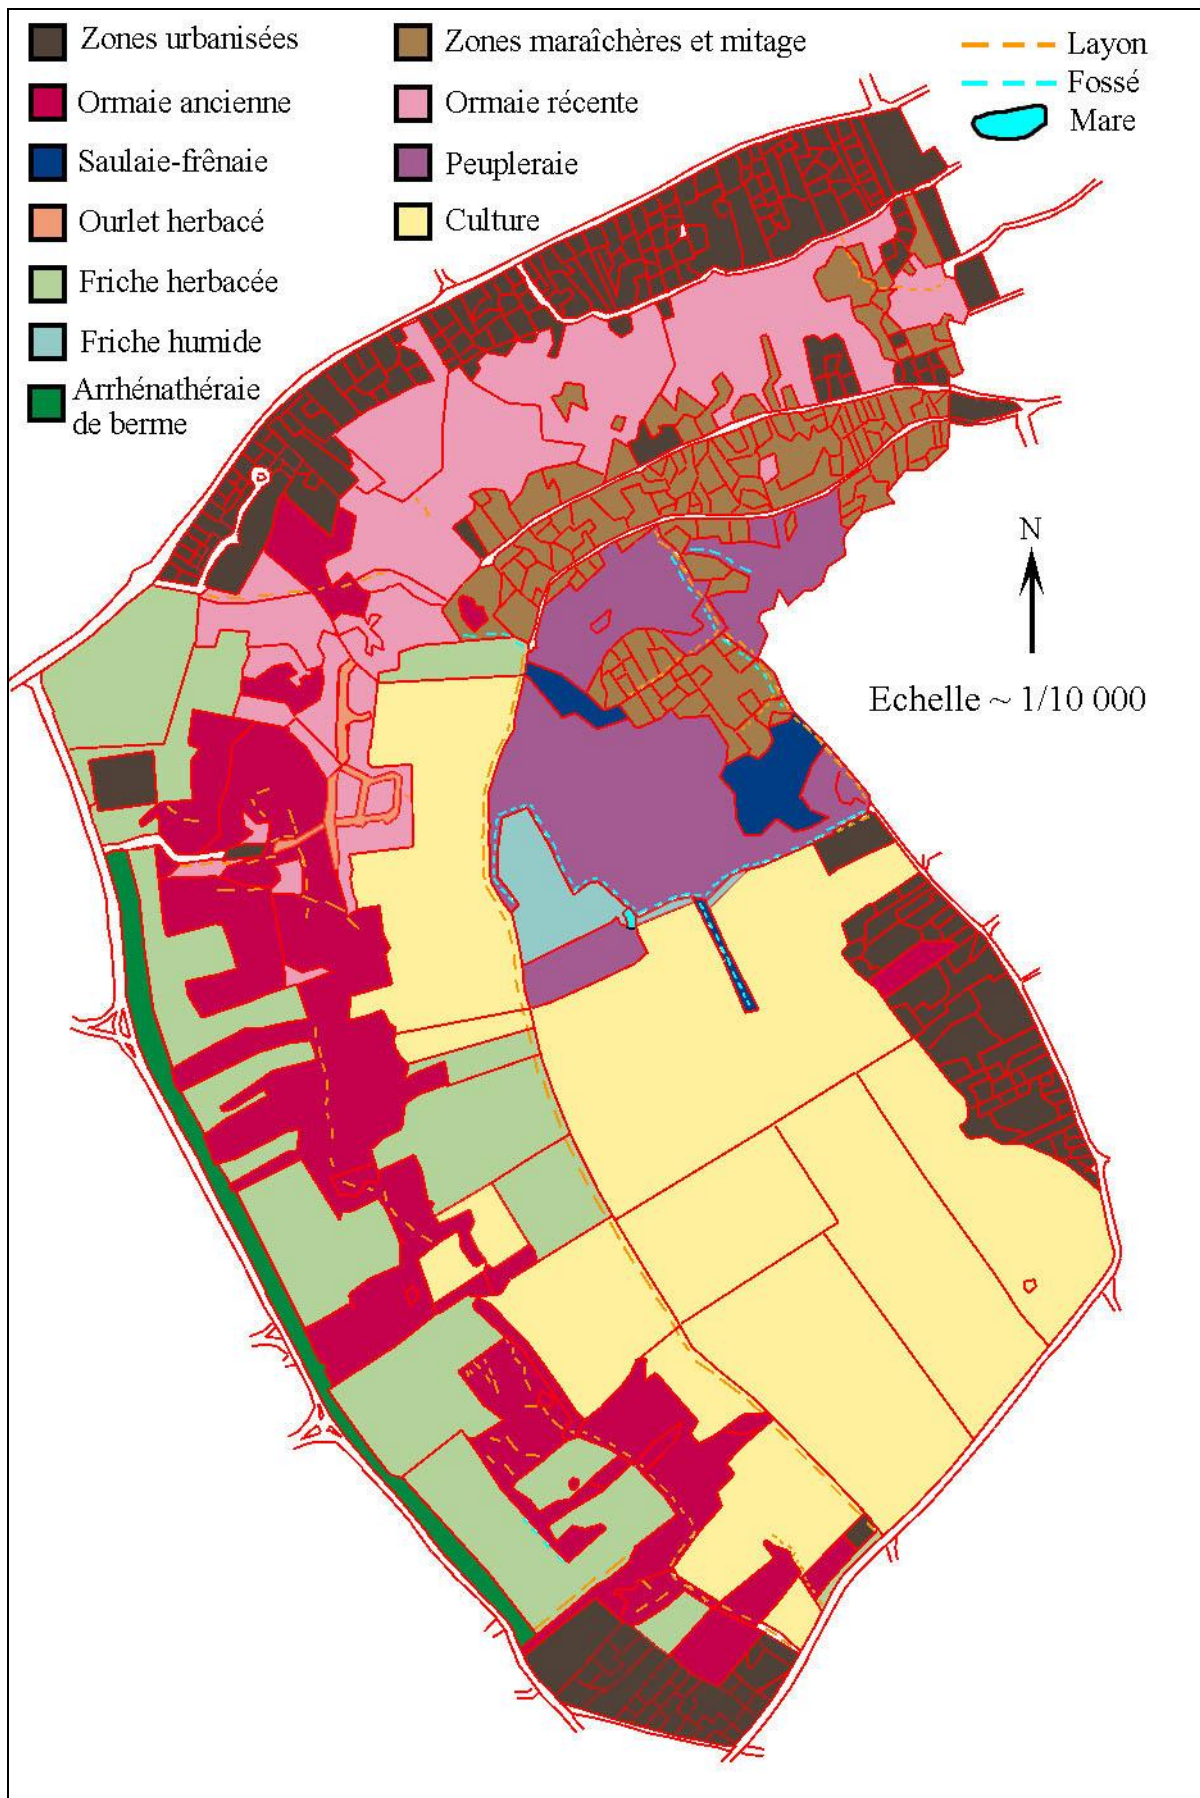 Zones urbanisées
Ormaie ancienne
Saulaie-frênaie
Ourlet herbacé
Friche herbacée
Friche humide
Arrhénathéraie
de berme
Zones maraîchères et mitage
Ormaie récente
Peupleraie
Culture
Layon
Fossé
Mare
N
Echelle ~ 1/10 000